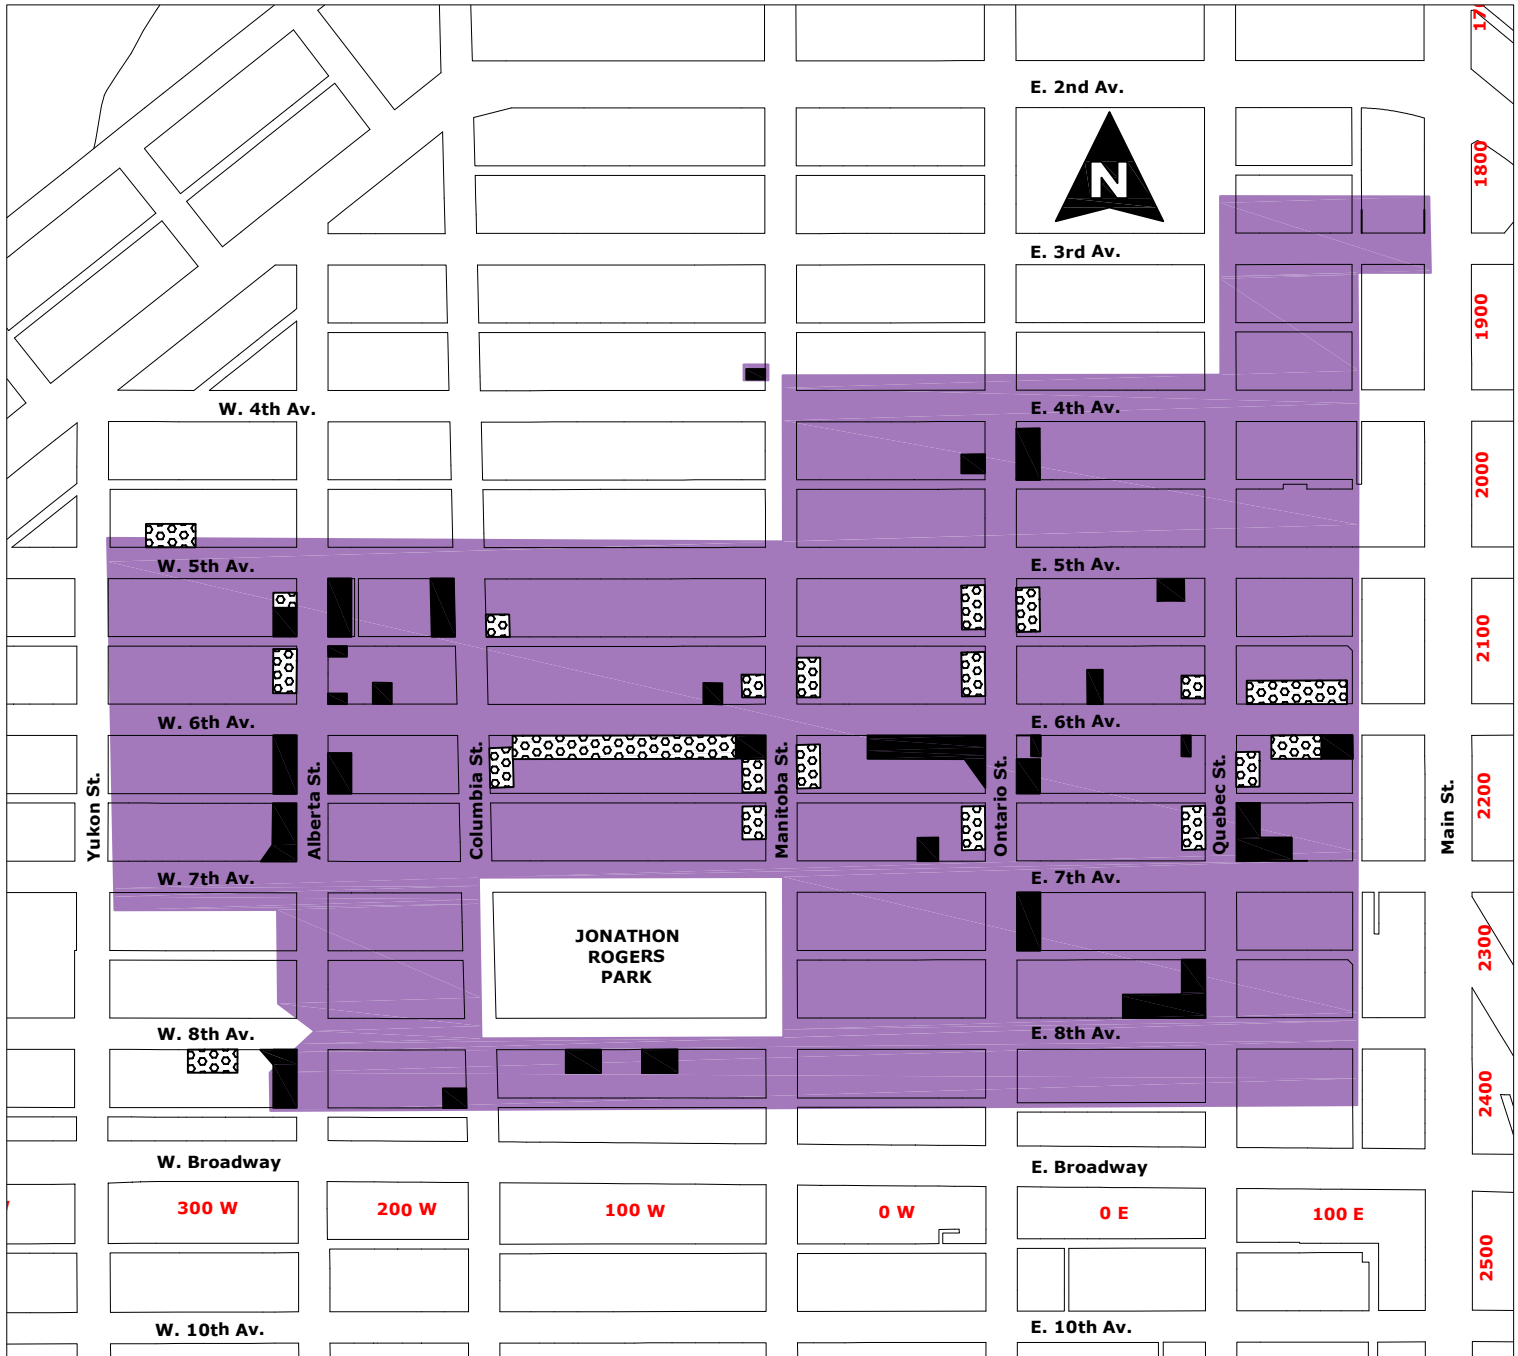 17
E. 2nd Av.
N
1800
E. 3rd Av.
1900
W. 4th Av.
E. 4th Av.
2000
W. 5th Av.
E. 5th Av.
2100
W. 6th Av.
E. 6th Av.
Yukon St.
Alberta St.
Columbia St.
Manitoba St.
Ontario St.
Quebec St.
Main St.
2200
W. 7th Av.
E. 7th Av.
JONATHON
ROGERS
PARK
2300
W. 8th Av.
E. 8th Av.
2400
W. Broadway
E. Broadway
300 W
200 W
100 W
0 W
0 E
100 E
2500
W. 10th Av.
E. 10th Av.